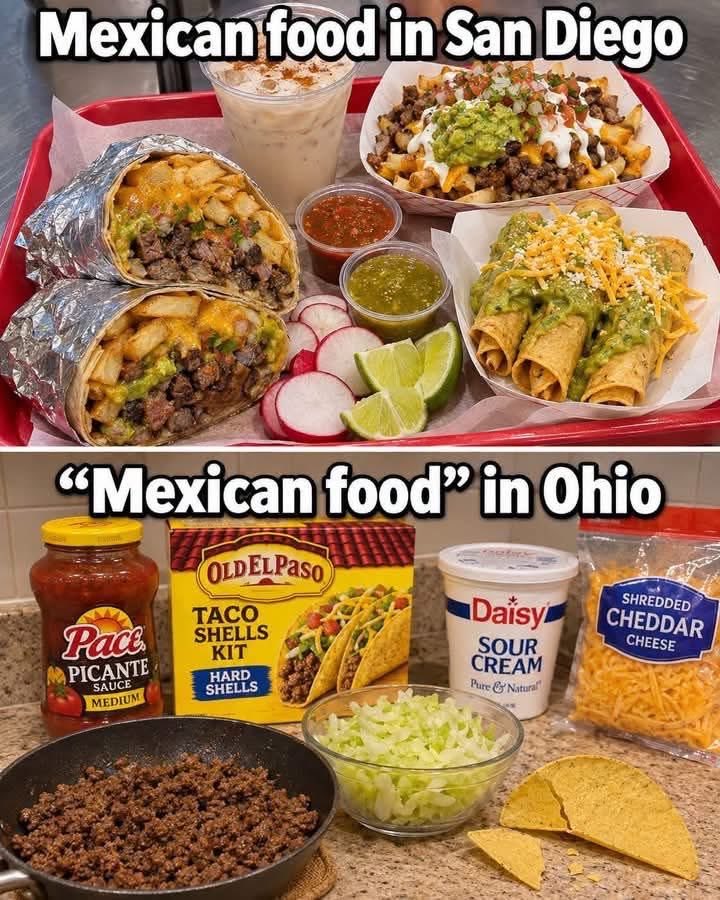 Mexican food in San Diego
“Mexican food” in Ohio
Pace
PICANTE
SAUCE
MEDIUM
OLD EL PASO
TACO
SHELLS
KIT
HARD
SHELLS
Daisy
SOUR
CREAM
Pure & Natural
SHREDDED
CHEDDAR
CHEESE